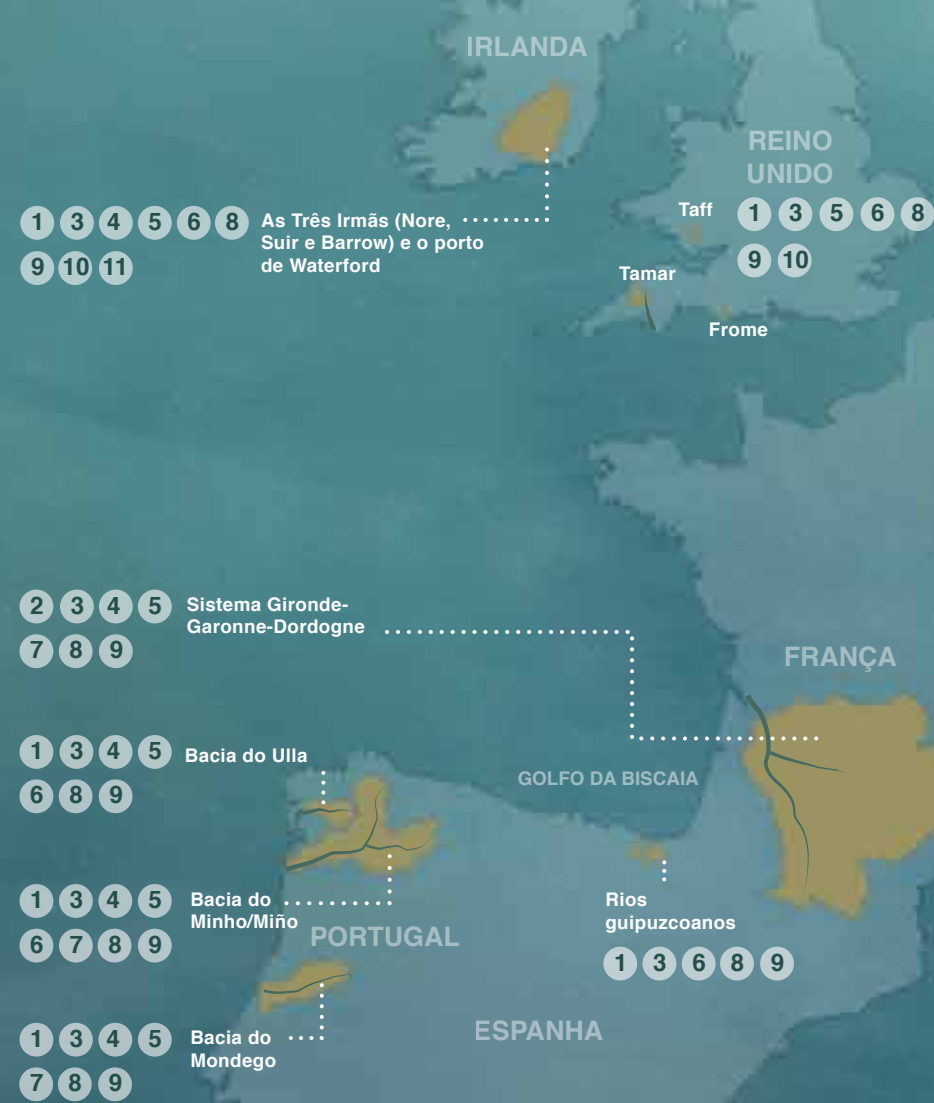 IRLANDA
REINO
UNIDO
1 3 4 5 6 8
9 10 11
As Três Irmãs (Nore,
Suir e Barrow) e o porto
de Waterford
Taff
1 3 5 6 8
9 10
Tamar
Frome
2 3 4 5
7 8 9
Sistema Gironde-
Garonne-Dordogne
FRANÇA
1 3 4 5
6 8 9
Bacia do Ulla
GOLFO DA BISCAIA
1 3 4 5
6 7 8 9
Bacia do
Minho/Miño
PORTUGAL
Rios
guipuzcoanos
1 3 6 8 9
ESPANHA
1 3 4 5
7 8 9
Bacia do
Mondego